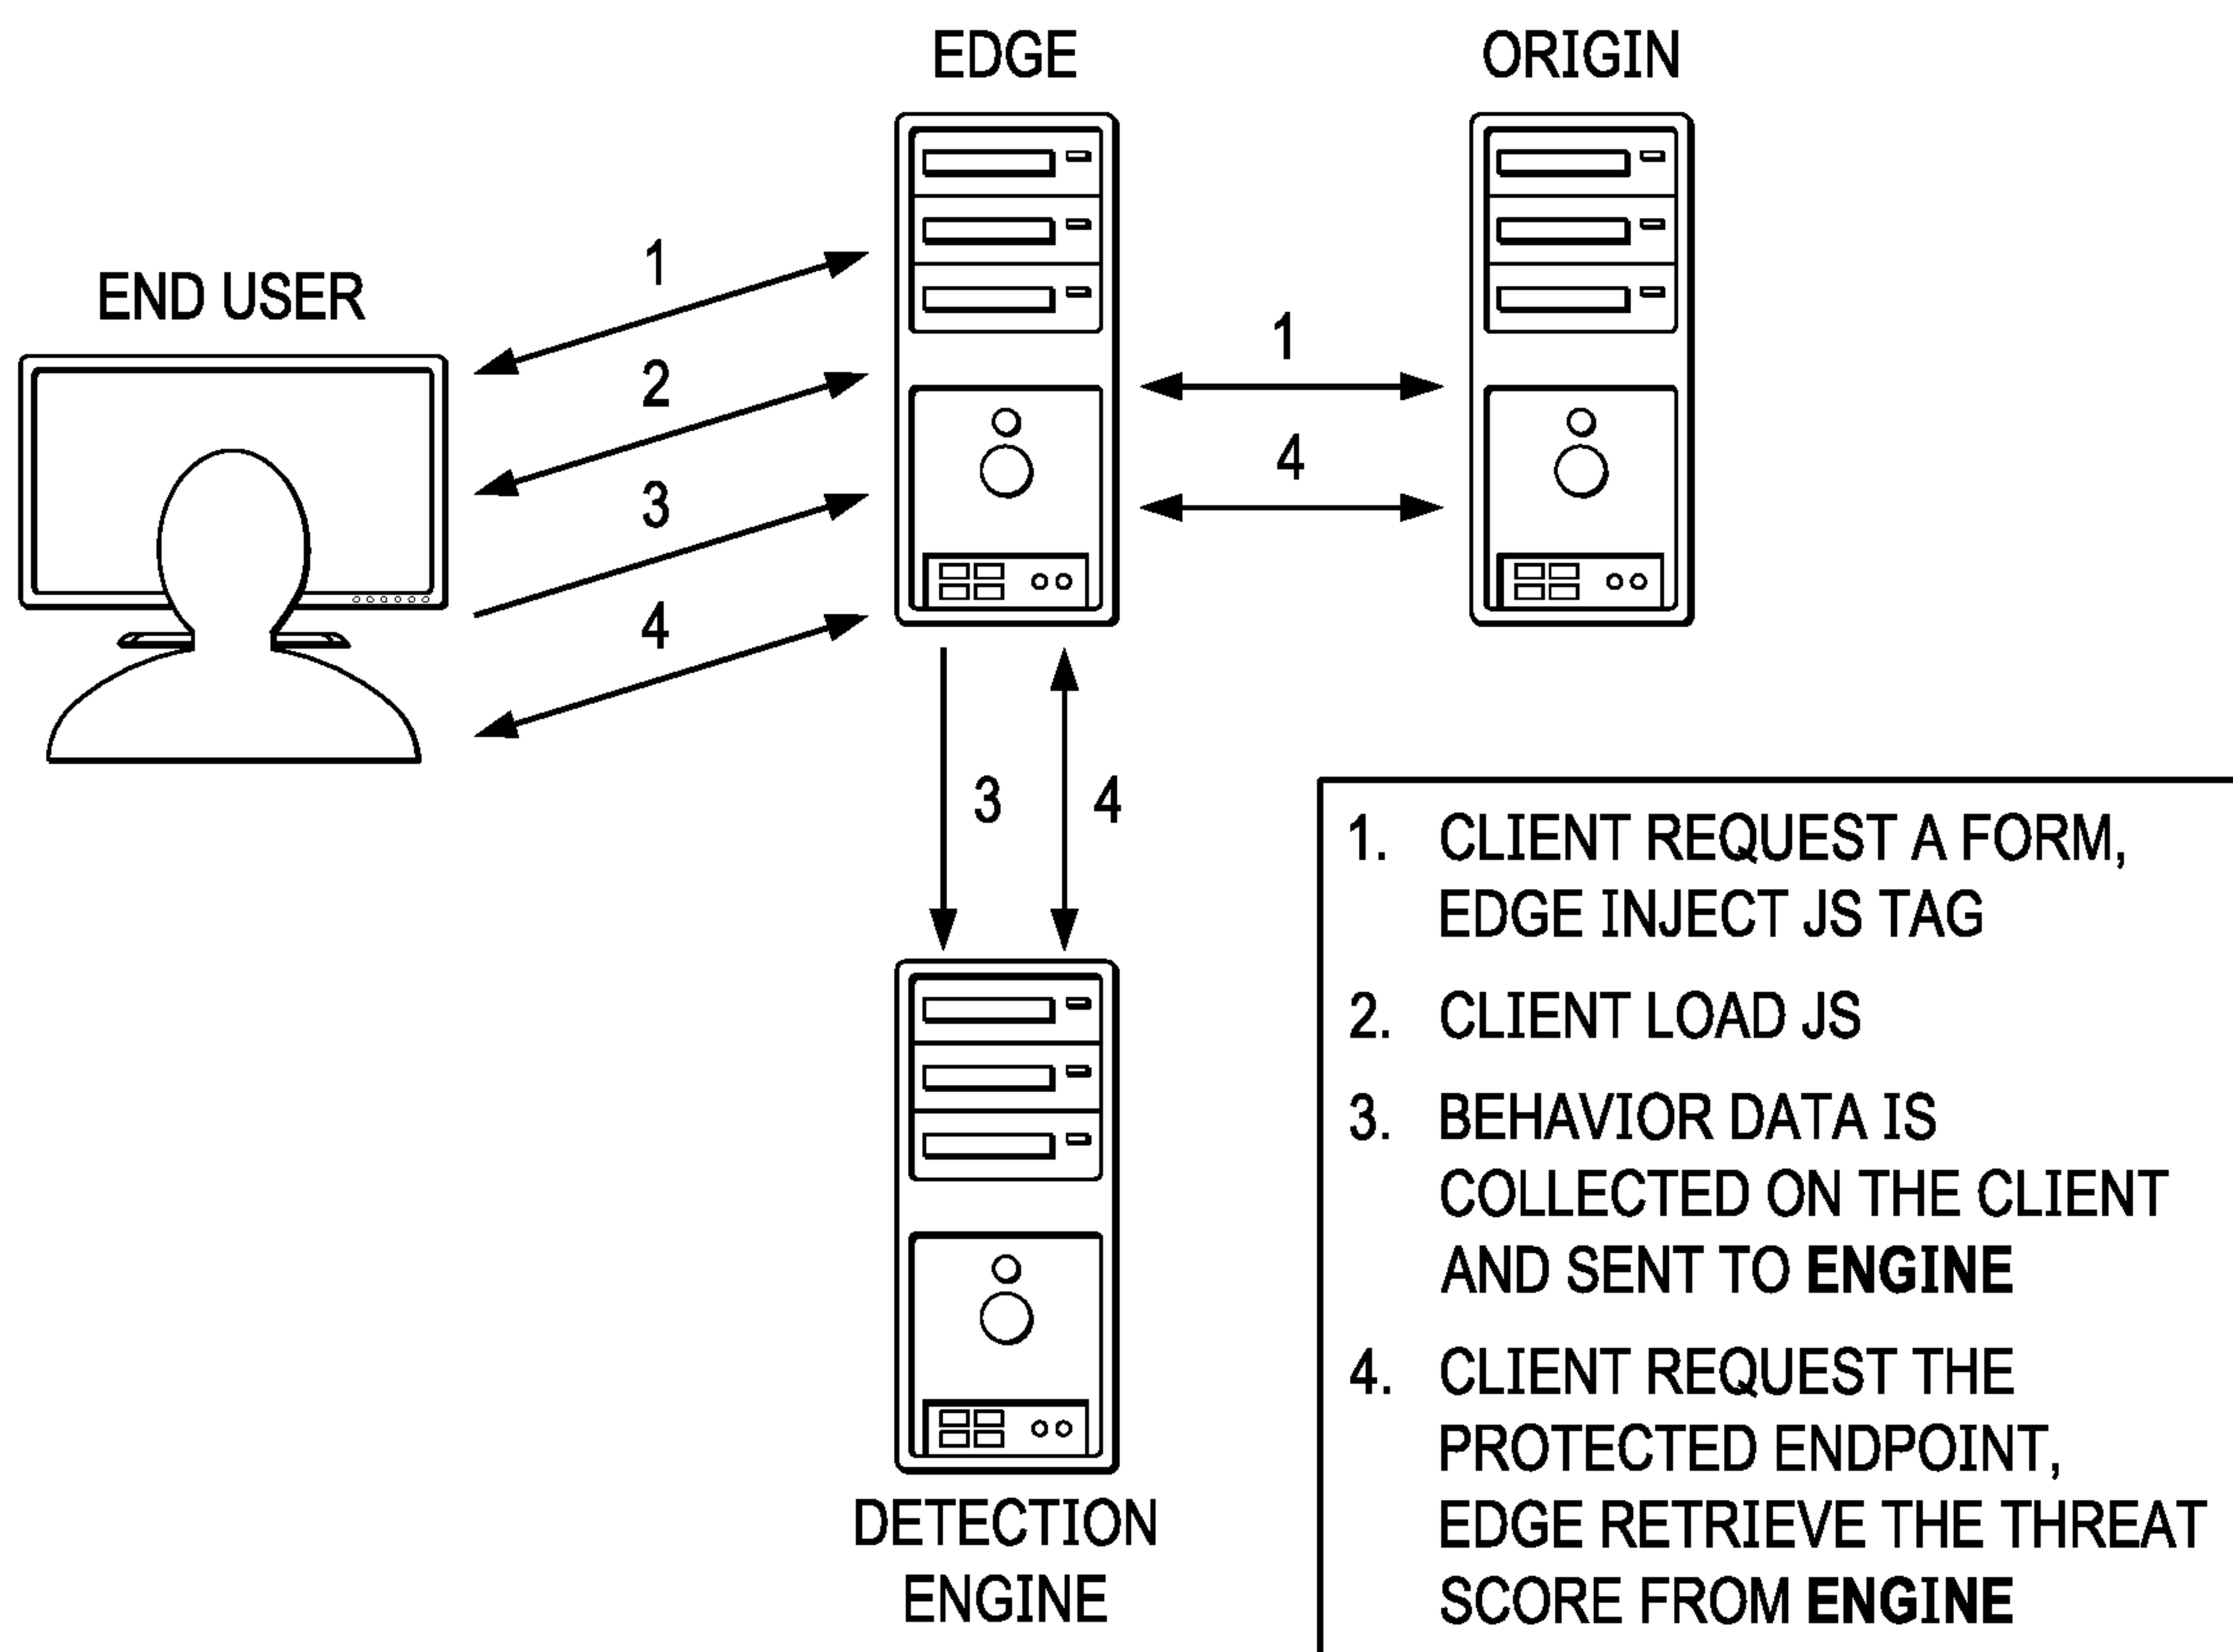 EDGE
ORIGIN
END USER
1
2
3
4
1
4
3
4
DETECTION
ENGINE
1. CLIENT REQUEST A FORM,
EDGE INJECT JS TAG
2. CLIENT LOAD JS
3. BEHAVIOR DATA IS
COLLECTED ON THE CLIENT
AND SENT TO ENGINE
4. CLIENT REQUEST THE
PROTECTED ENDPOINT,
EDGE RETRIEVE THE THREAT
SCORE FROM ENGINE